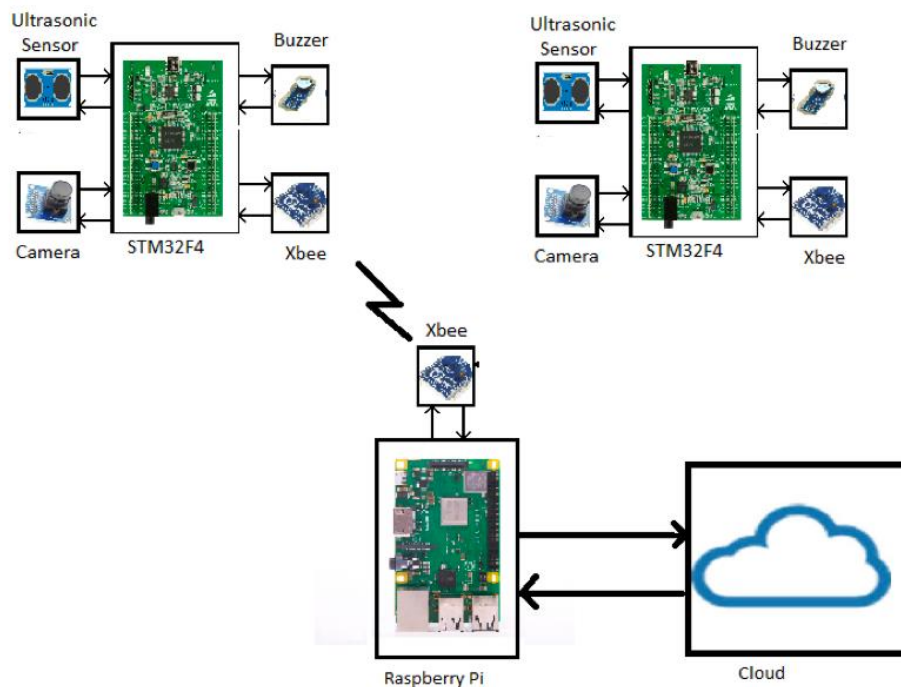 Ultrasonic
Sensor
Buzzer
Camera
STM32F4
Xbee
Ultrasonic
Sensor
Buzzer
Camera
STM32F4
Xbee
Xbee
Raspberry Pi
Cloud